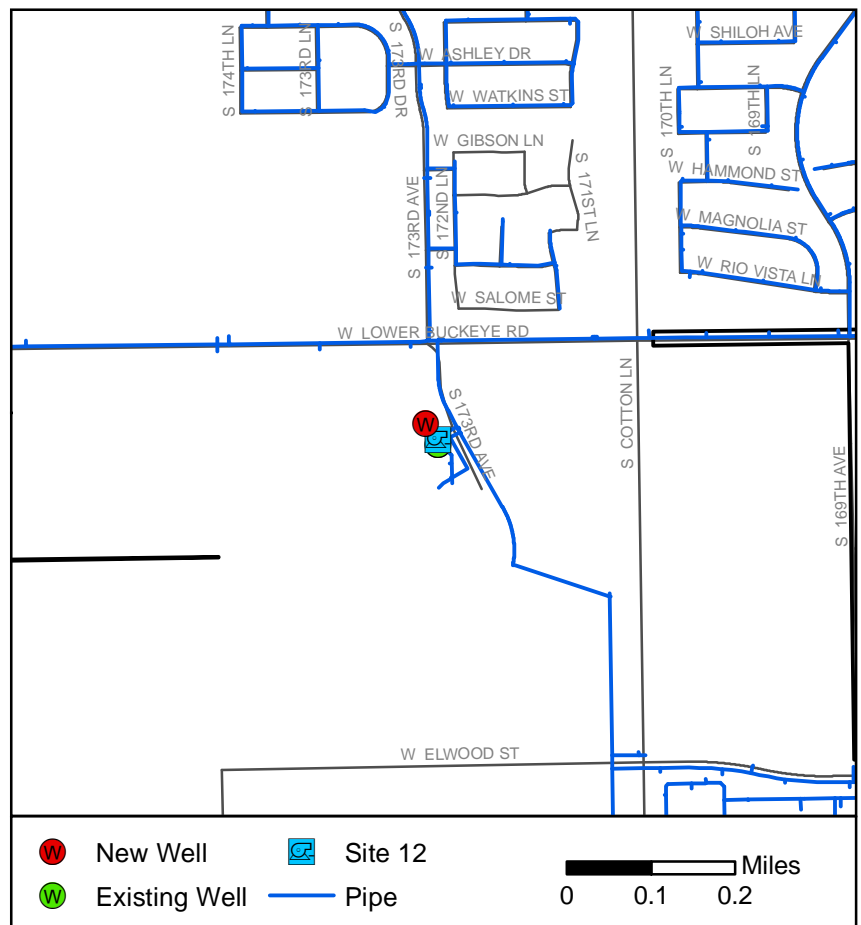 S 174TH LN
S 173RD LN
S 173RD DR
W ASHLEY DR
W WATKINS ST
W SHILOH AVE
S 170TH LN
S 169TH LN
W GIBSON LN
S 171ST LN
W HAMMOND ST
S 173RD AVE
S 172ND LN
W MAGNOLIA ST
W RIO VISTA LN
W SALOME ST
W LOWER BUCKEYE RD
S 173RD AVE
S COTTON LN
S 169TH AVE
W
W ELWOOD ST
W New Well
Site 12
Miles
W Existing Well
Pipe
0 0.1 0.2